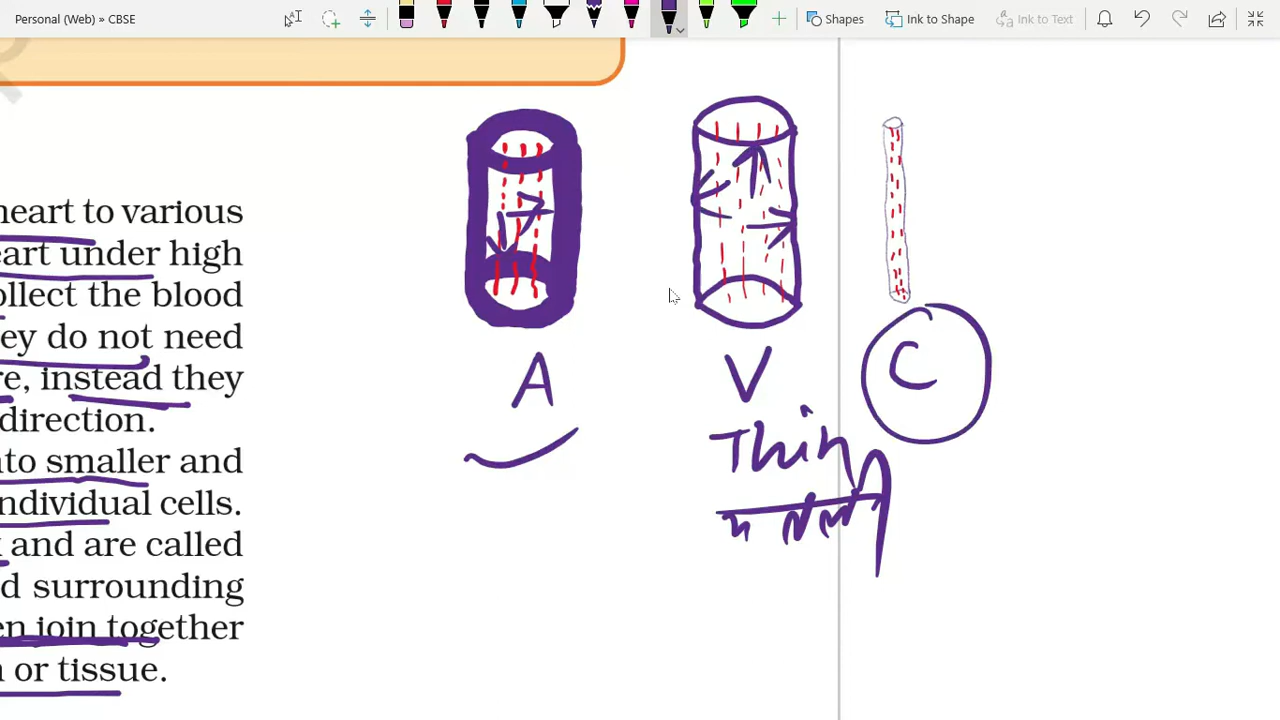 Personal (Web) » CBSE
Shapes
Ink to Shape
Ink to Text
heart to various
eart under high
ollect the blood
ey do not need
re, instead they
direction.
nto smaller and
ndividual cells.
and are called
d surrounding
en join together
n or tissue.
A
V
C
Thin